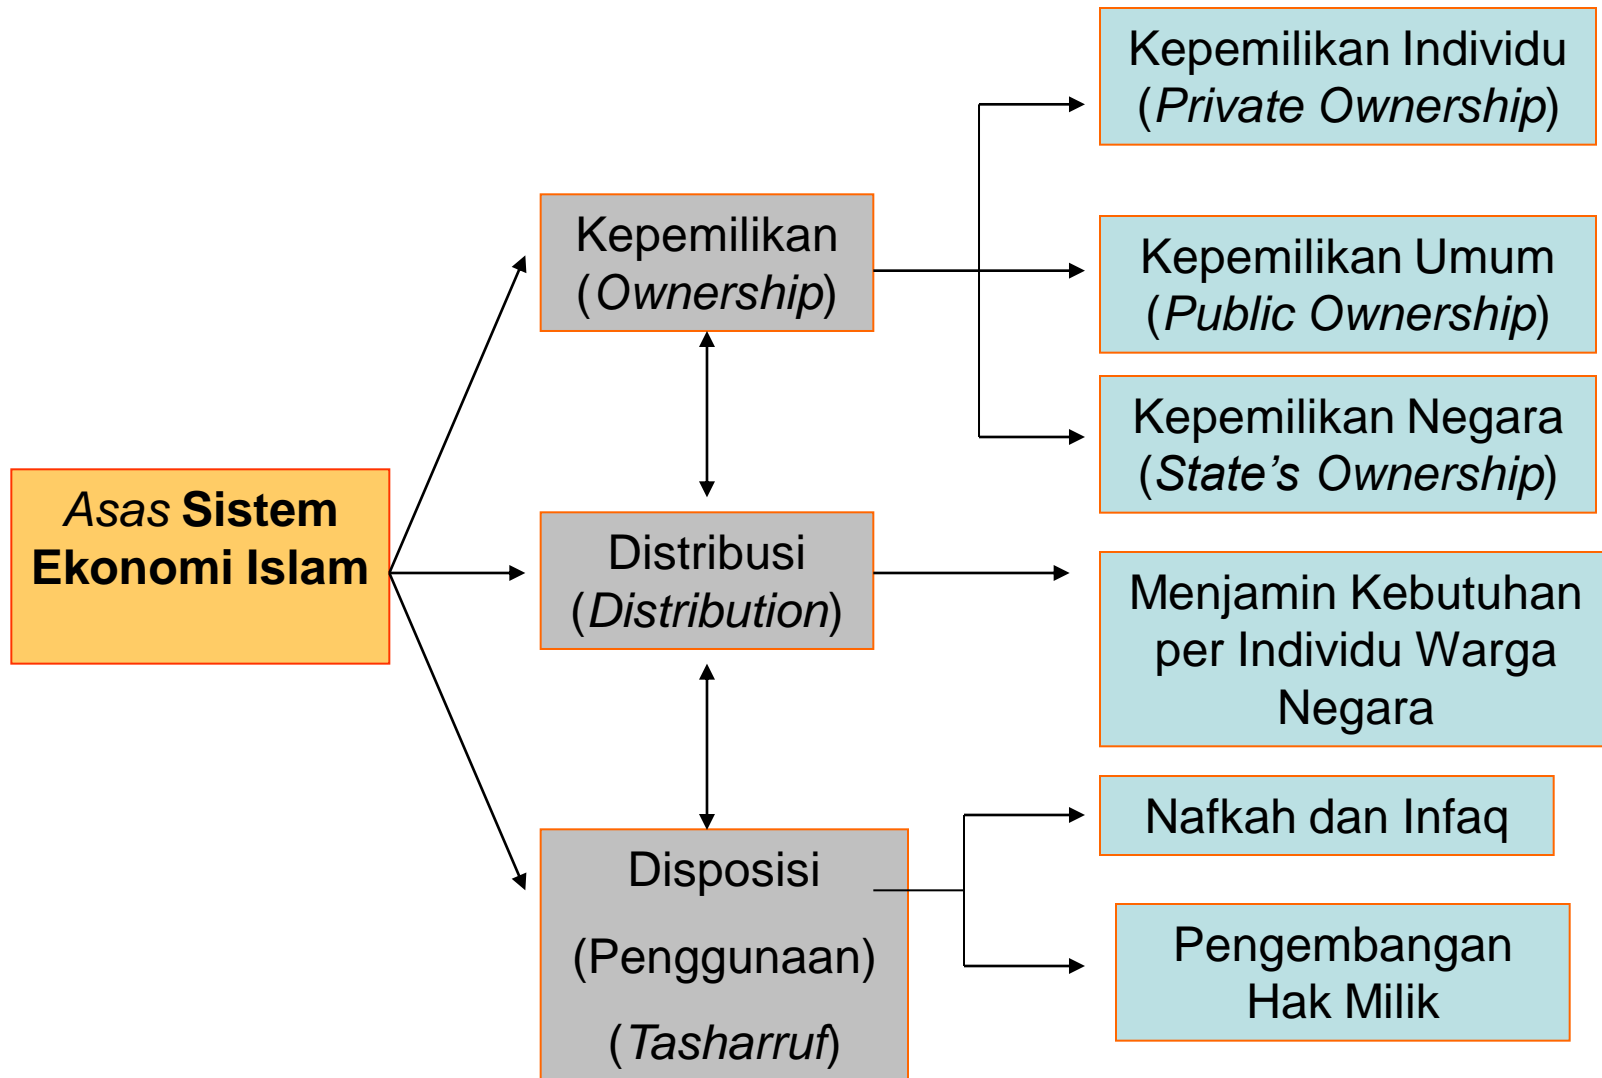 Kepemilikan Individu
(Private Ownership)
Kepemilikan
(Ownership)
Kepemilikan Umum
(Public Ownership)
Kepemilikan Negara
(State’s Ownership)
Asas Sistem
Ekonomi Islam
Distribusi
(Distribution)
Menjamin Kebutuhan
per Individu Warga
Negara
Disposisi
(Penggunaan)
(Tasharruf)
Nafkah dan Infaq
Pengembangan
Hak Milik